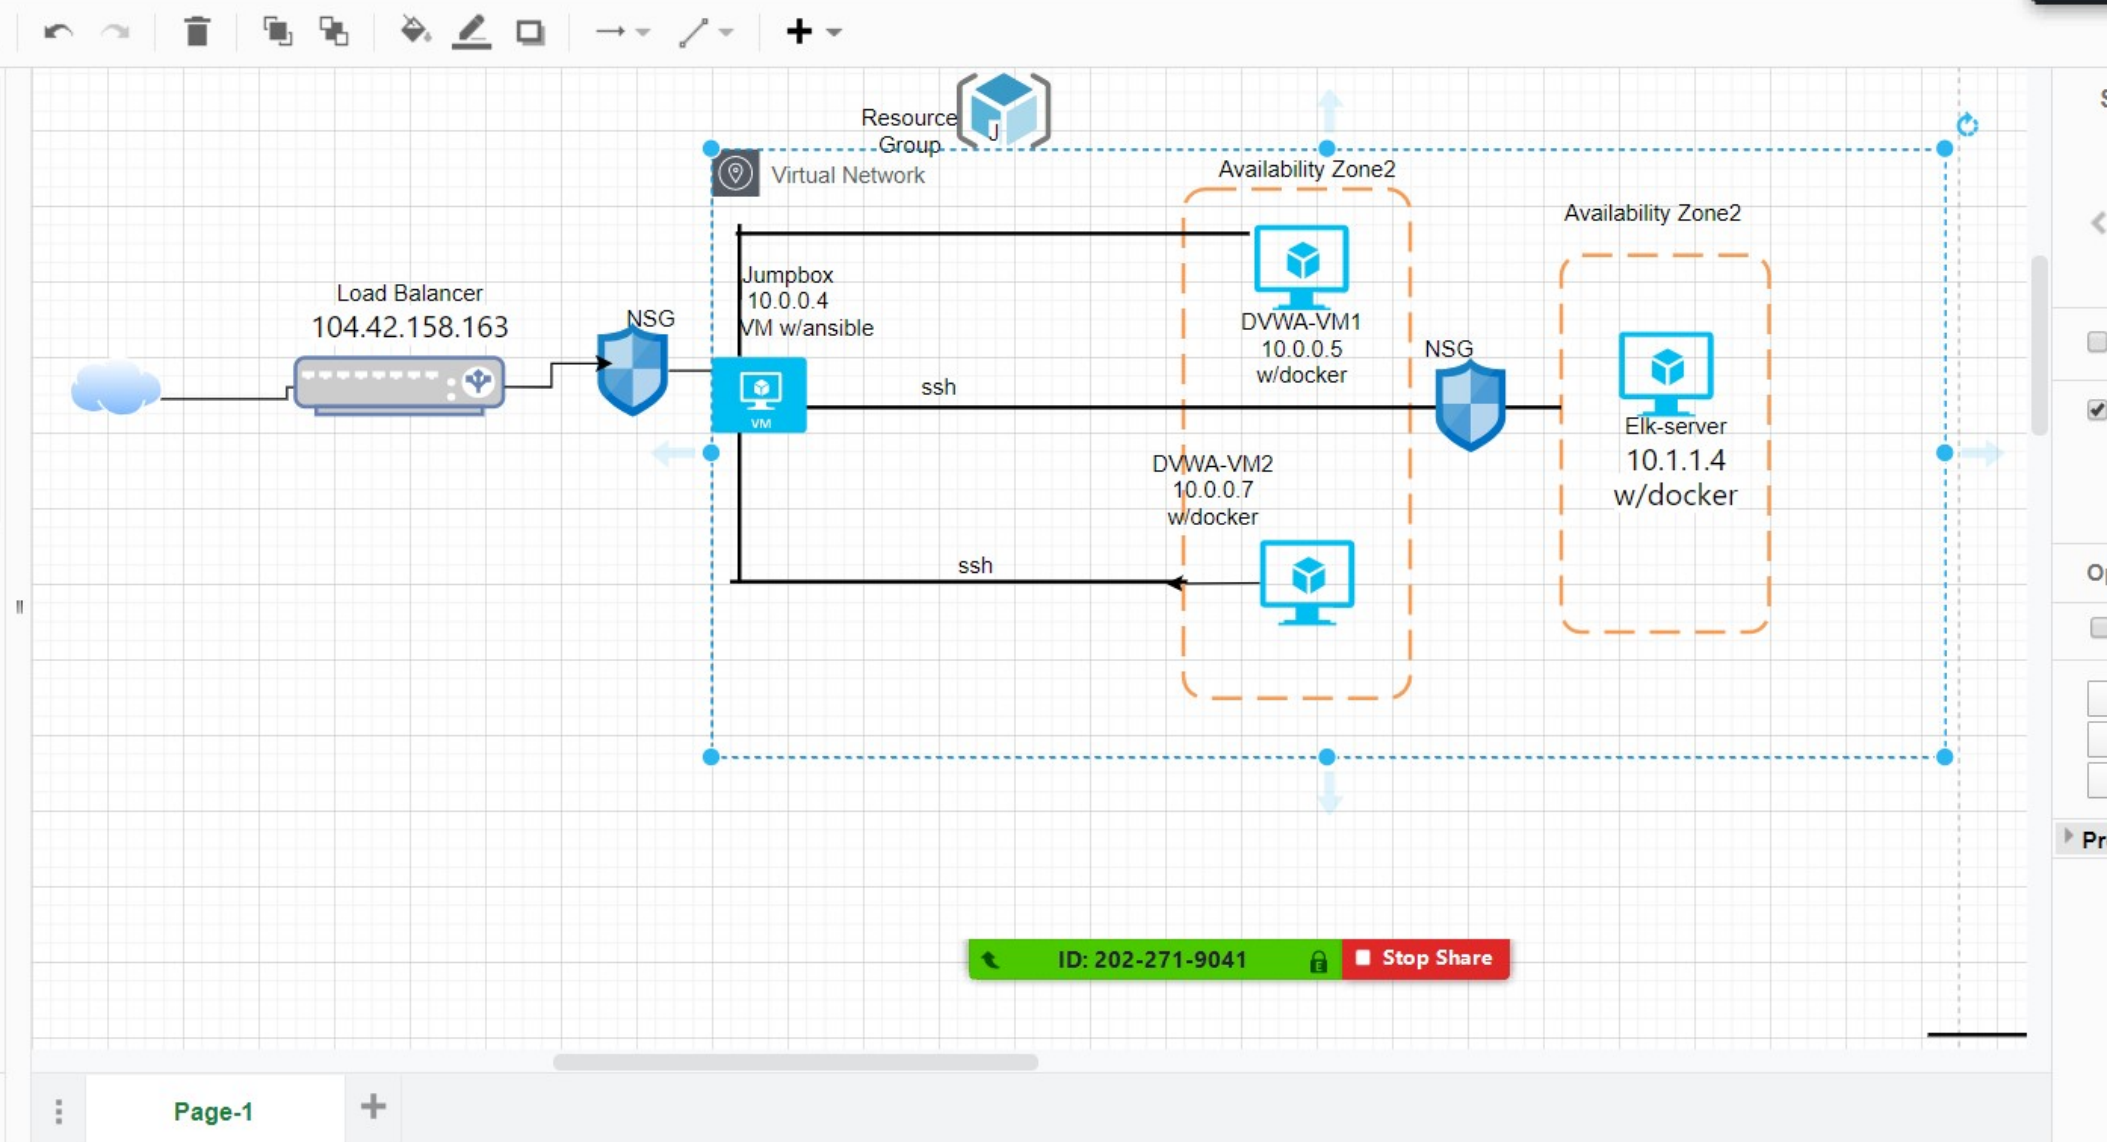 Resource
Group
J
Virtual Network
Availability Zone2
Availability Zone2
Load Balancer
104.42.158.163
NSG
Jumpbox
10.0.0.4
VM w/ansible
VM
DVWA-VM1
10.0.0.5
w/docker
ssh
NSG
Elk-server
10.1.1.4
w/docker
DVWA-VM2
10.0.0.7
w/docker
ssh
ID: 202-271-9041
Stop Share
Page-1